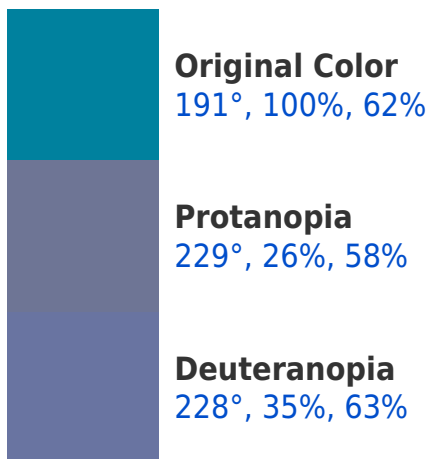 Original Color
191°, 100%, 62%
Protanopia
229°, 26%, 58%
Deuteranopia
228°, 35%, 63%